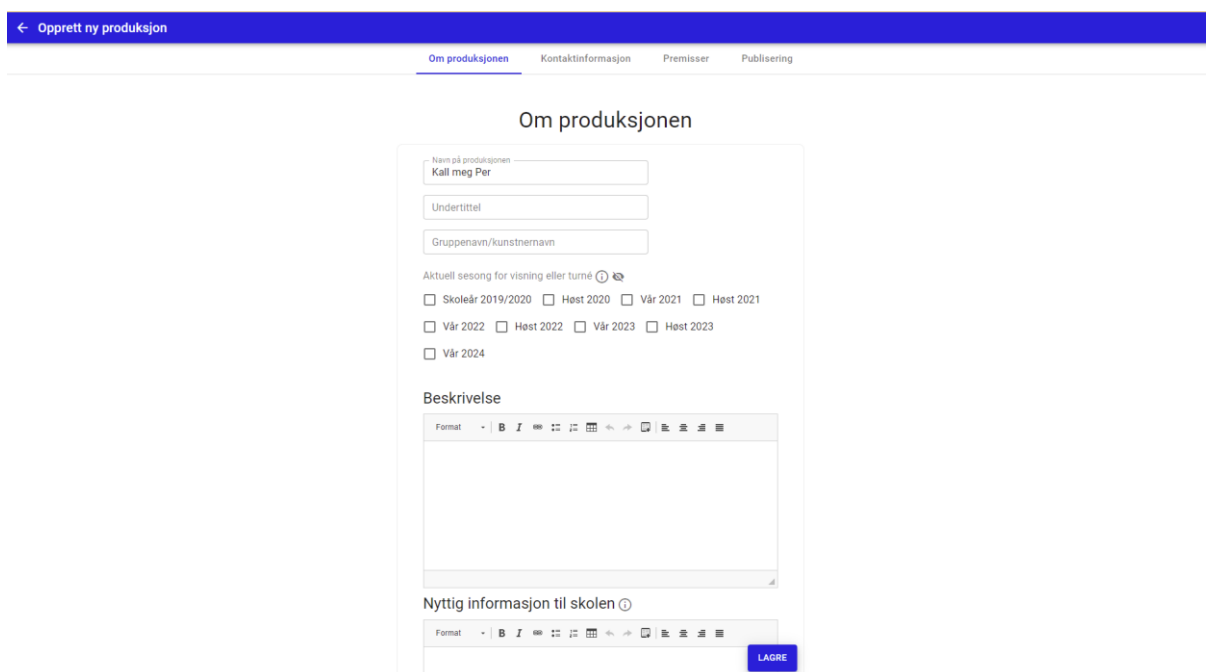 Opprett ny produksjon
Om produksjonen Kontaktinformasjon Premisser Publisering
Om produksjonen
Navn på produksjonen
Kall meg Per
Undertittel
Gruppenavn/kunstnernavn
Aktuell sesong for visning eller turné
Skoleår 2019/2020 Høst 2020 Vår 2021 Høst 2021
Vår 2022 Høst 2022 Vår 2023 Høst 2023
Vår 2024
Beskrivelse
Format B I
Nyttig informasjon til skolen
Format B I
LAGRE